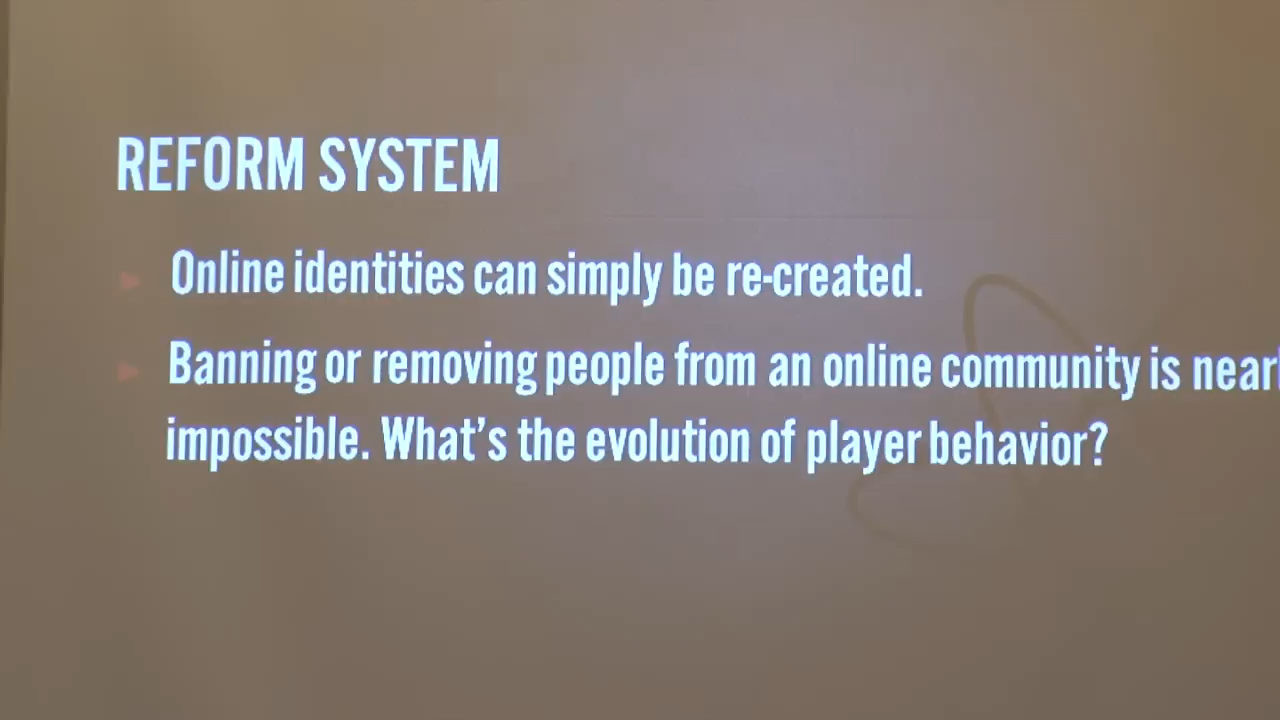 REFORM SYSTEM
Online identities can simply be re-created.
Banning or removing people from an online community is
impossible. What's the evolution of player behavior?